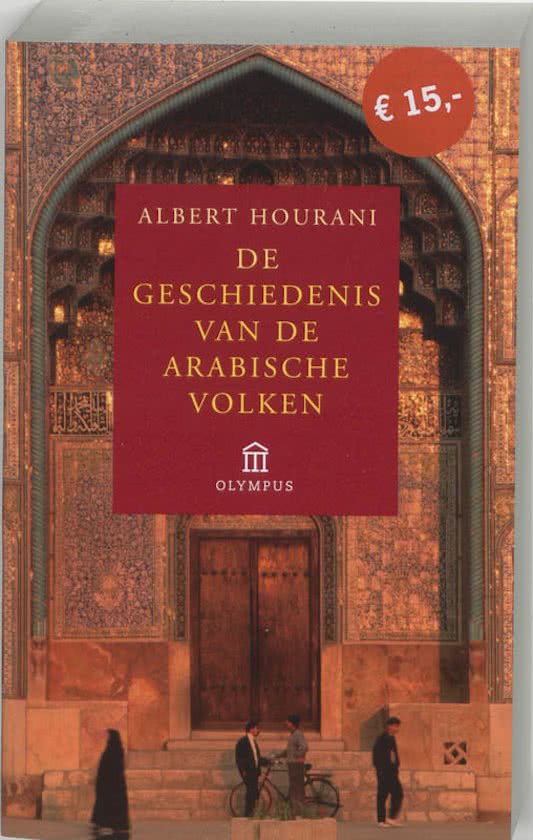 € 15,-
ALBERT HOURANI
DE
GESCHIEDENIS
VAN DE
ARABISCHE
VOLKEN
OLYMPUS